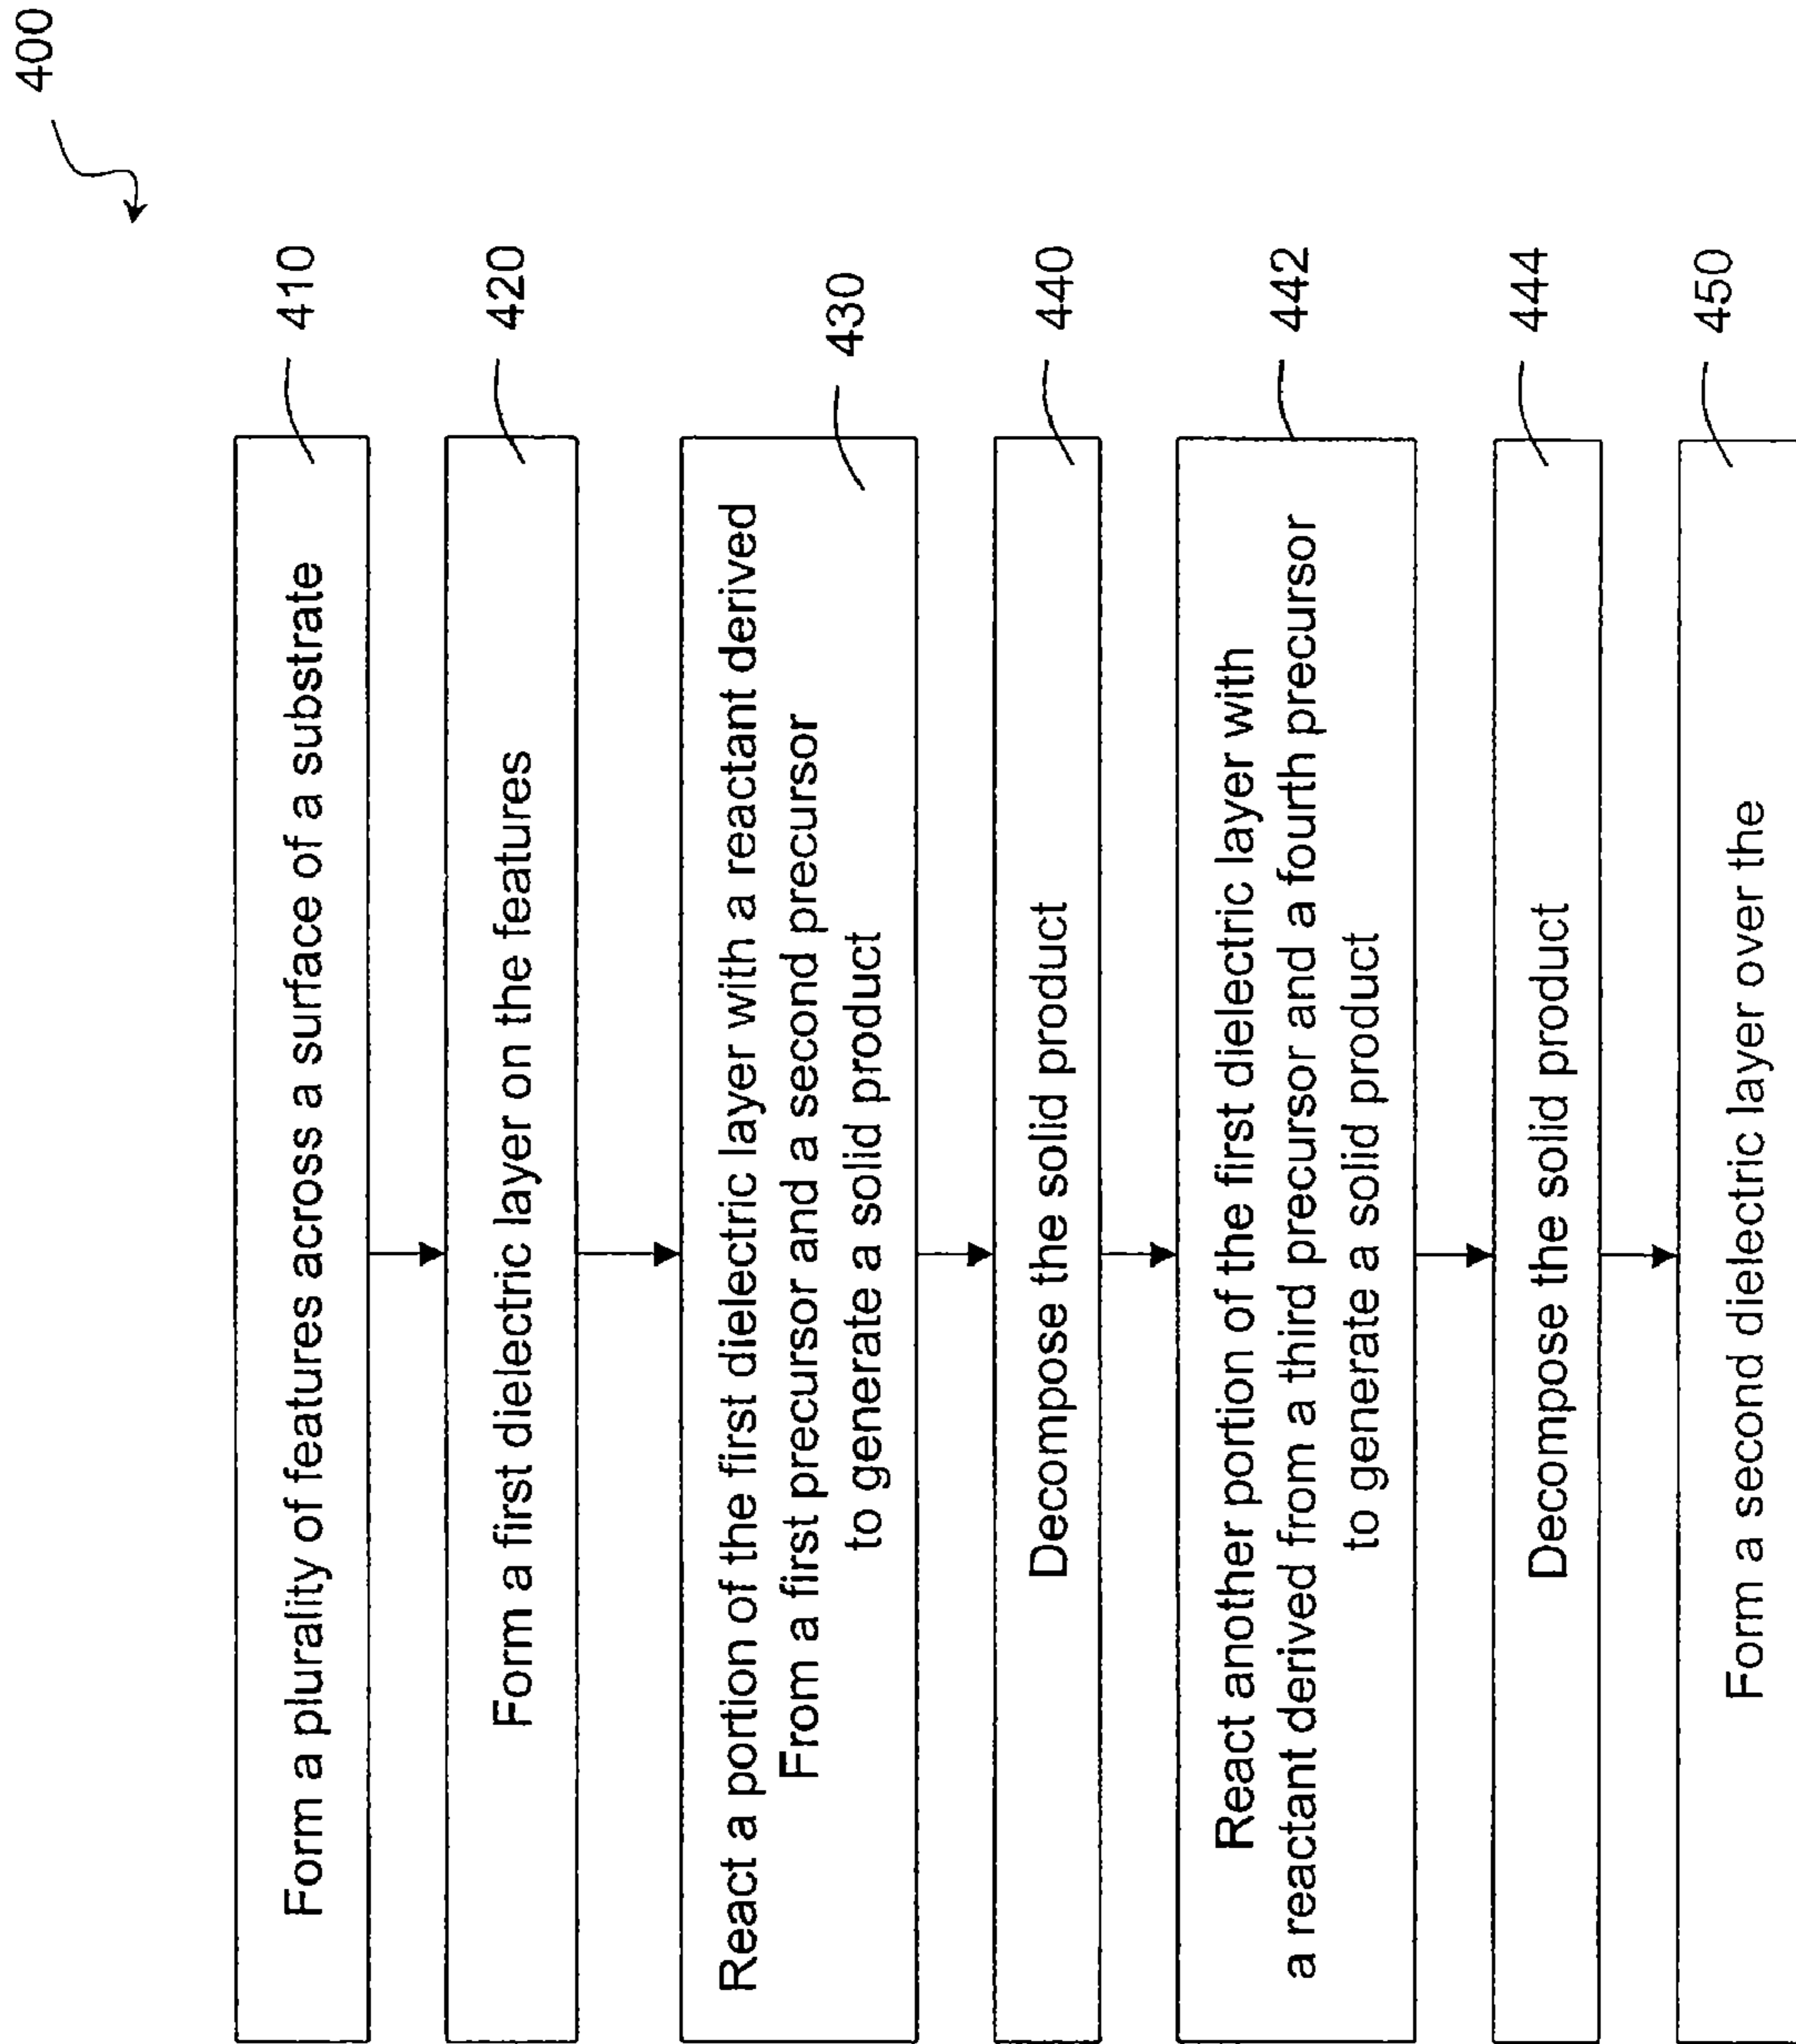 400
Form a plurality of features across a surface of a substrate
410
Form a first dielectric layer on the features
420
React a portion of the first dielectric layer with a reactant derived
From a first precursor and a second precursor
to generate a solid product
430
Decompose the solid product
440
React another portion of the first dielectric layer with
a reactant derived from a third precursor and a fourth precursor
to generate a solid product
442
Decompose the solid product
444
Form a second dielectric layer over the
450